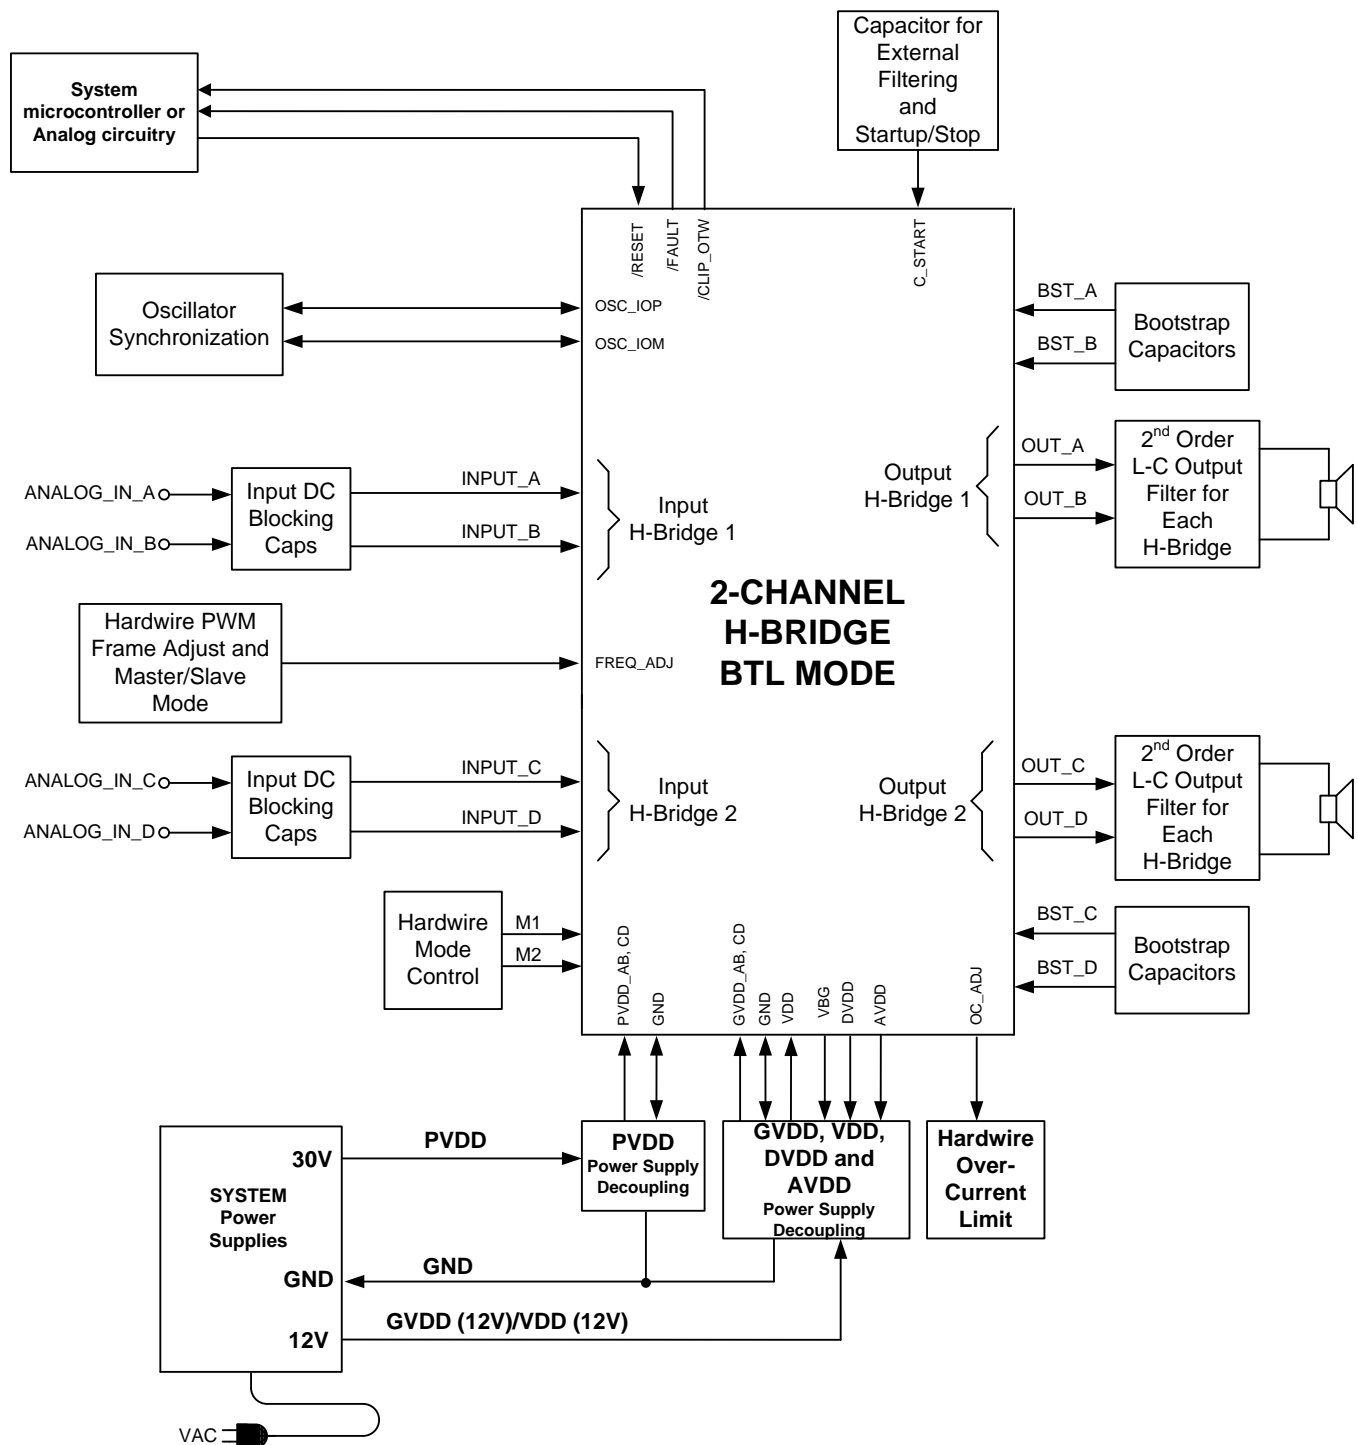 Capacitor for
External
Filtering
and
Startup/Stop
System
microcontroller or
Analog circuitry
/RESET
/FAULT
/CLIP_OTW
C_START
Oscillator
Synchronization
OSC_IOP
OSC_IOM
BST_A
BST_B
Bootstrap
Capacitors
ANALOG_IN_A
ANALOG_IN_B
Input DC
Blocking
Caps
INPUT_A
INPUT_B
Input
H-Bridge 1
Output
H-Bridge 1
OUT_A
OUT_B
2nd Order
L-C Output
Filter for
Each
H-Bridge
2-CHANNEL
H-BRIDGE
BTL MODE
Hardwire PWM
Frame Adjust and
Master/Slave
Mode
FREQ_ADJ
ANALOG_IN_C
ANALOG_IN_D
Input DC
Blocking
Caps
INPUT_C
INPUT_D
Input
H-Bridge 2
Output
H-Bridge 2
OUT_C
OUT_D
2nd Order
L-C Output
Filter for
Each
H-Bridge
Hardwire
Mode
Control
M1
M2
PVDD_AB, CD
GND
GVDD_AB, CD
GND
VDD
VBG
DVDD
AVDD
OC_ADJ
BST_C
BST_D
Bootstrap
Capacitors
SYSTEM
Power
Supplies
30V
GND
12V
PVDD
GND
GVDD (12V)/VDD (12V)
PVDD
Power Supply
Decoupling
GVDD, VDD,
DVDD and
AVDD
Power Supply
Decoupling
Hardwire
Over-
Current
Limit
VAC